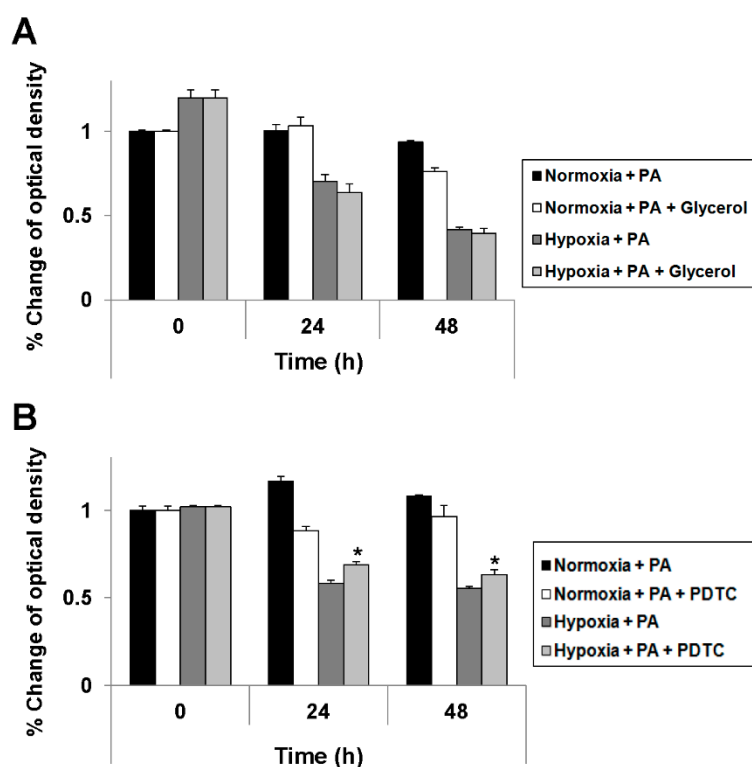 A
% Change of optical density
1
0.5
0
0 24 48
Time (h)
Normoxia + PA
Normoxia + PA + Glycerol
Hypoxia + PA
Hypoxia + PA + Glycerol
B
% Change of optical density
1
0.5
0
* *
0 24 48
Time (h)
Normoxia + PA
Normoxia + PA + PDTC
Hypoxia + PA
Hypoxia + PA + PDTC